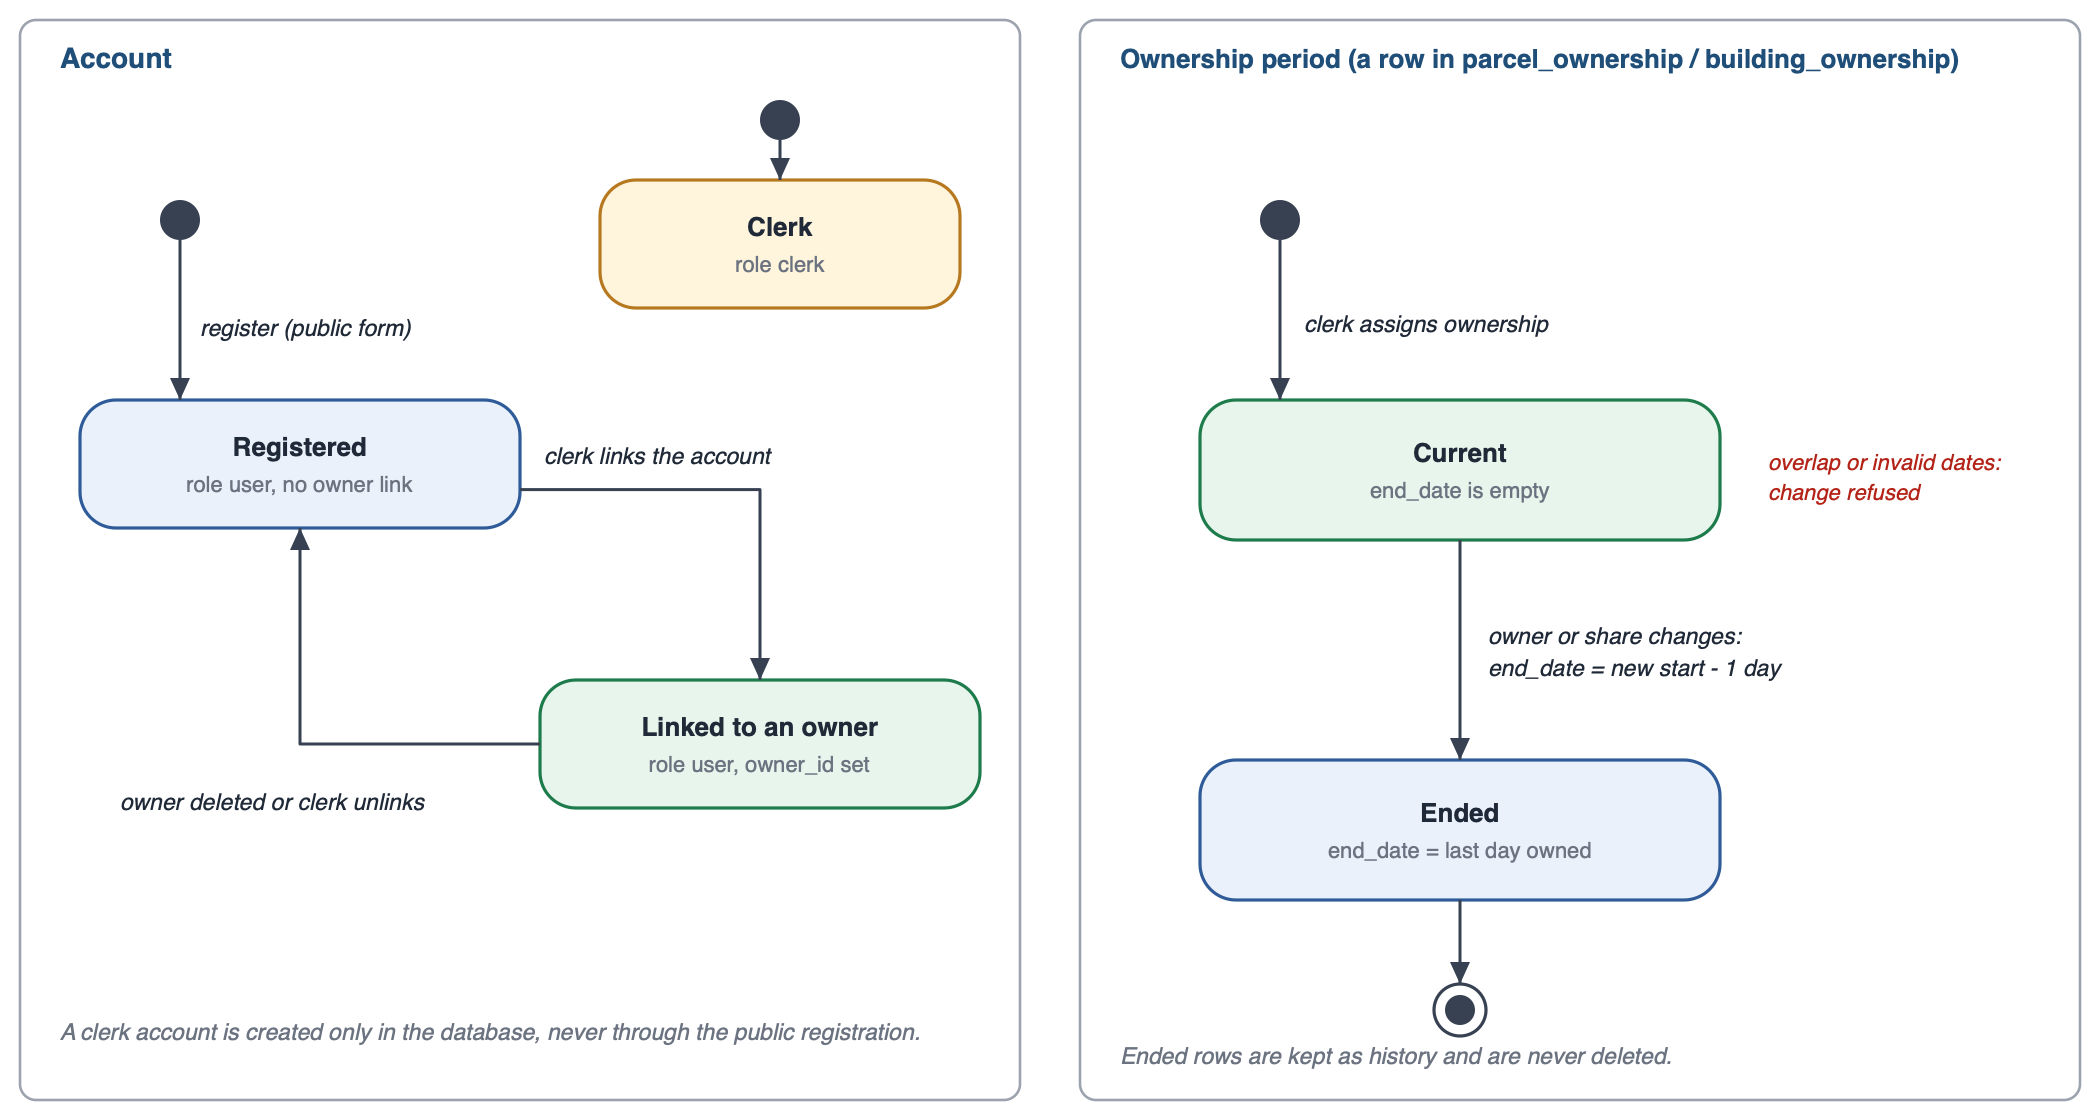 Account
Clerk
role clerk
register (public form)
Registered
role user, no owner link
clerk links the account
Linked to an owner
role user, owner_id set
owner deleted or clerk unlinks
A clerk account is created only in the database, never through the public registration.
Ownership period (a row in parcel_ownership / building_ownership)
clerk assigns ownership
Current
end_date is empty
overlap or invalid dates:
change refused
owner or share changes:
end_date = new start - 1 day
Ended
end_date = last day owned
Ended rows are kept as history and are never deleted.